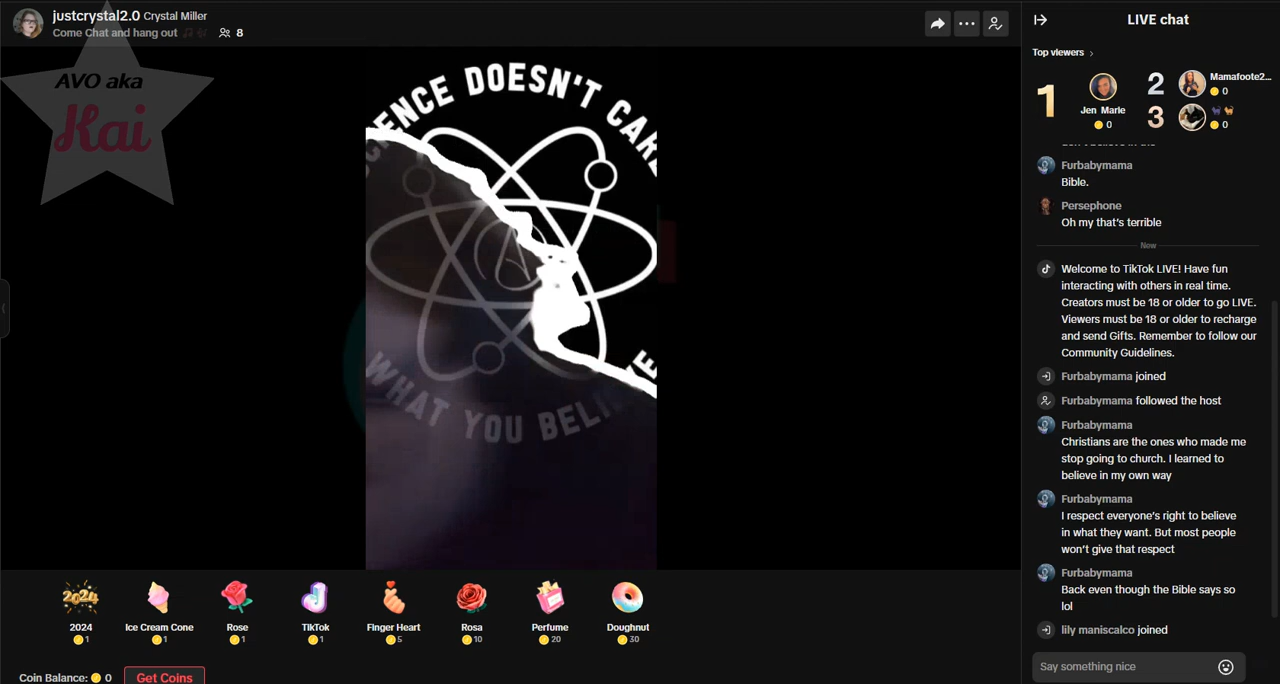 justcrystal2.0 Crystal Miller
Come Chat and hang out
8
AVO aka
Kai
SCIENCE DOESN'T CARE
WHAT YOU BELIEVE
2024
2024
1
Ice Cream Cone
1
Rose
1
TikTok
1
Finger Heart
5
Rosa
10
Perfume
20
Doughnut
30
Coin Balance: 0
Get Coins
LIVE chat
Top viewers
1
Jen Marie
0
2
Mamafoote2...
0
3
0
Furbabymama
Bible.
Persephone
Oh my that's terrible
New
Welcome to TikTok LIVE! Have fun
interacting with others in real time.
Creators must be 18 or older to go LIVE.
Viewers must be 18 or older to recharge
and send Gifts. Remember to follow our
Community Guidelines.
Furbabymama joined
Furbabymama followed the host
Furbabymama
Christians are the ones who made me
stop going to church. I learned to
believe in my own way
Furbabymama
I respect everyone's right to believe
in what they want. But most people
won't give that respect
Furbabymama
Back even though the Bible says so
lol
lily maniscalco joined
Say something nice